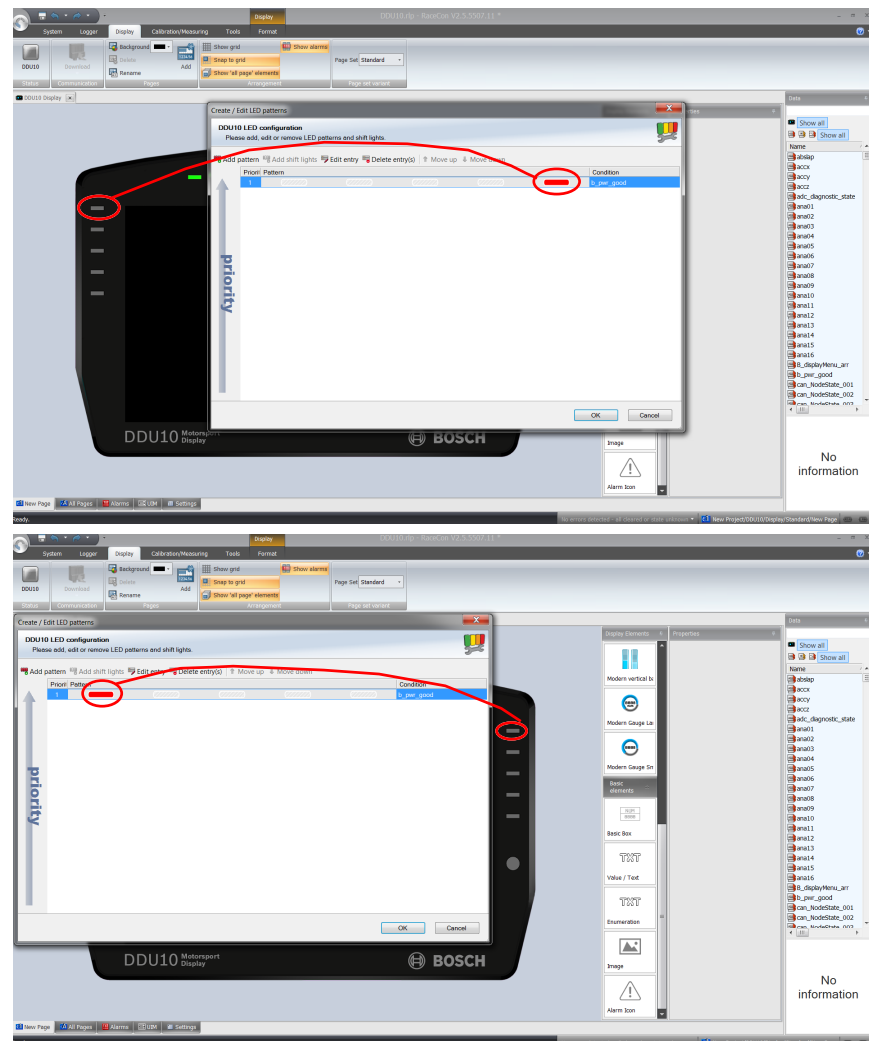 Display
DDU10.rlp - RaceCon V2.5.5507.11 *
System Logger Display Calibration/Measuring Tools Format
Background
Delete
Rename
Add
Show grid
Snap to grid
Show 'all page' elements
Show alarms
Page Set Standard
DDU10
Download
Status Communication Pages Arrangement Page set variant
DDU10 Display
Create / Edit LED patterns
DDU10 LED configuration
Please add, edit or remove LED patterns and shift lights.
Add pattern Add shift lights Edit entry Delete entry(s) Move up Move down
Priori Pattern Condition
1 b_pwr_good
priority
OK Cancel
DDU10 Motorsport Display
BOSCH
Image
Alarm Icon
Data
Show all
Show all
Name
abslap
accx
accy
accz
adc_diagnostic_state
ana01
ana02
ana03
ana04
ana05
ana06
ana07
ana08
ana09
ana10
ana11
ana12
ana13
ana14
ana15
ana16
B_displayMenu_arr
b_pwr_good
can_NodeState_001
can_NodeState_002
can_NodeState_003
No
information
New Page All Pages Alarms Settings
Ready.
No errors detected - all cleared or state unknown
New Project/DDU10/Display/Standard/New Page
Display
DDU10.rlp - RaceCon V2.5.5507.11 *
System Logger Display Calibration/Measuring Tools Format
Background
Delete
Rename
Add
Show grid
Snap to grid
Show 'all page' elements
Show alarms
Page Set Standard
DDU10
Download
Status Communication Pages Arrangement Page set variant
Create / Edit LED patterns
DDU10 LED configuration
Please add, edit or remove LED patterns and shift lights.
Add pattern Add shift lights Edit entry Delete entry(s) Move up Move down
Priori Pattern Condition
1 b_pwr_good
priority
OK Cancel
DDU10 Motorsport Display
BOSCH
Display Elements
Modern vertical b
Modern Gauge La
Modern Gauge Sn
Basic
elements
Basic Box
TXT
Value / Text
TXT
Enumeration
Image
Alarm Icon
Properties
Data
Show all
Show all
Name
abslap
accx
accy
accz
adc_diagnostic_state
ana01
ana02
ana03
ana04
ana05
ana06
ana07
ana08
ana09
ana10
ana11
ana12
ana13
ana14
ana15
ana16
B_displayMenu_arr
b_pwr_good
can_NodeState_001
can_NodeState_002
can_NodeState_003
No
information
New Page All Pages Alarms Settings